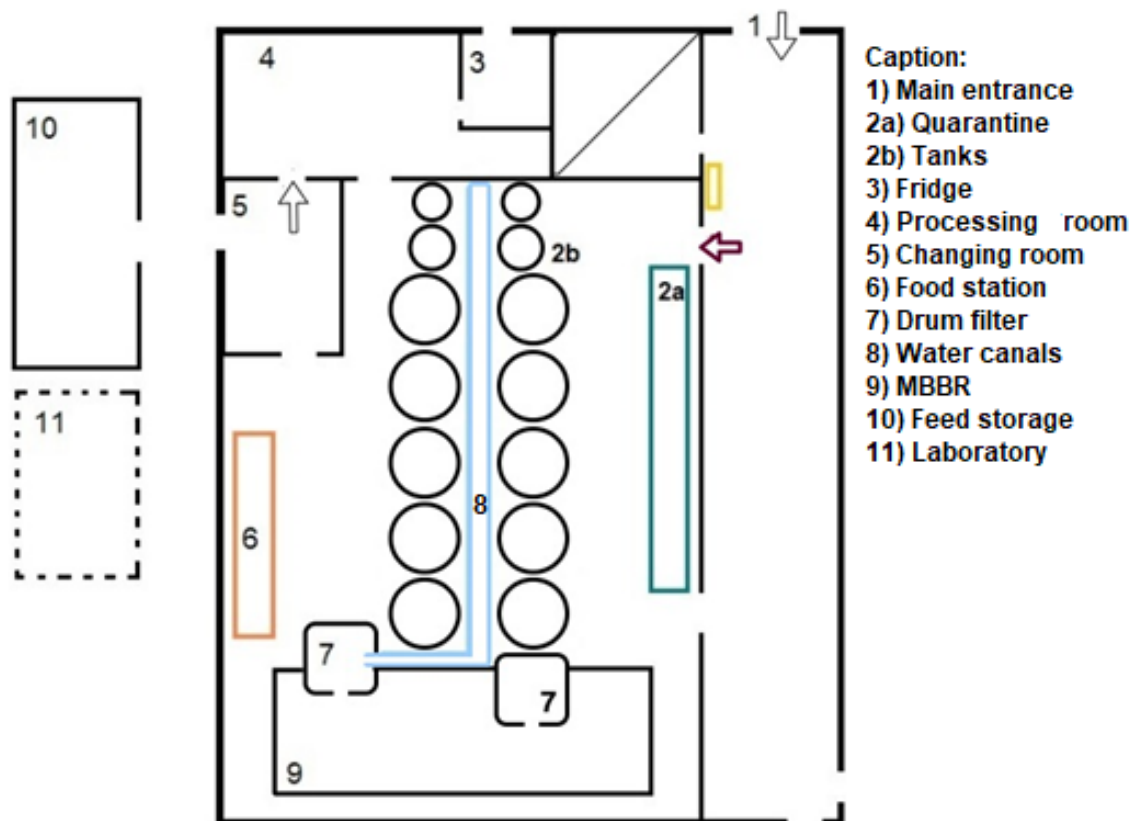 1
4
3
10
5
2b
2a
11
8
6
7
7
9
Caption:
1) Main entrance
2a) Quarantine
2b) Tanks
3) Fridge
4) Processing room
5) Changing room
6) Food station
7) Drum filter
8) Water canals
9) MBBR
10) Feed storage
11) Laboratory